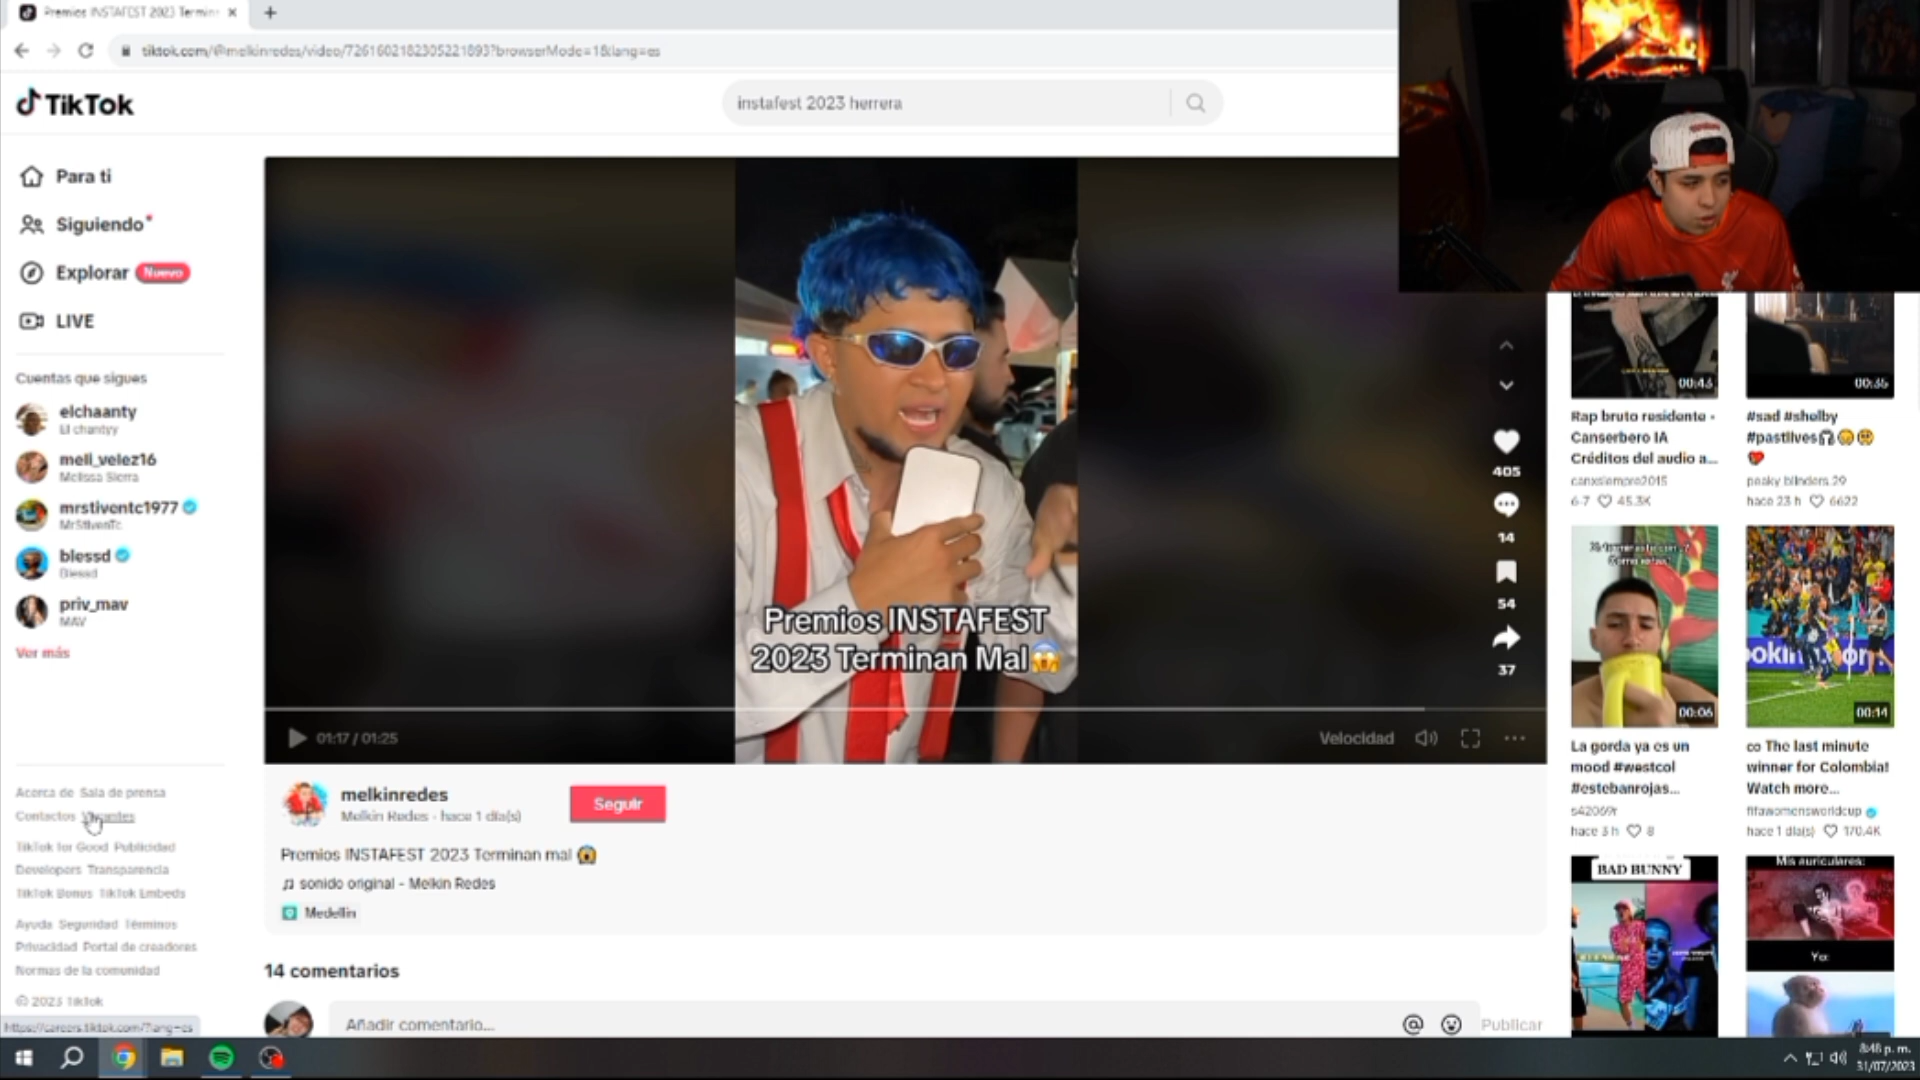 Premios INSTAFEST 2023 Termin
tiktok.com/@melkinredes/video/7261602182305221893?browserMode=1&lang=es
TikTok
instafest 2023 herrera
Para ti
Siguiendo
Explorar Nuevo
LIVE
Cuentas que sigues
elchaanty
El chantyy
meli_velez16
Melissa Sierra
mrstiventc1977
MrStivenTc
blessd
Blessd
priv_mav
MAV
Ver más
Acerca de Sala de prensa
Contactos
TikTok for Good Publicidad
Developers Transparencia
TikTok Bonus TikTok Embeds
Ayuda Seguridad Términos
Privacidad Portal de creadores
Normas de la comunidad
© 2023 TikTok
https://careers.tiktok.com/?lang=es
Premios INSTAFEST
2023 Terminan Mal😱
01:17 / 01:25
Velocidad
405
14
54
37
melkinredes
Melkin Redes · hace 1 día(s)
Seguir
Premios INSTAFEST 2023 Terminan mal 😱
♫ sonido original - Melkin Redes
Medellín
14 comentarios
Añadir comentario...
Publicar
00:43
Rap bruto residente -
Canserbero IA
Créditos del audio a...
canxsiempre2015
6-7 45.3K
00:36
#sad #shelby
#pastlives
peaky blinders.29
hace 23 h 6622
00:06
La gorda ya es un
mood #westcol
#estebanrojas...
s42069r
hace 3 h 8
00:14
co The last minute
winner for Colombia!
Watch more...
fifawomensworldcup
hace 1 día(s) 170.4K
BAD BUNNY
Mis auriculares:
Yo:
8:48 p. m.
31/07/2023